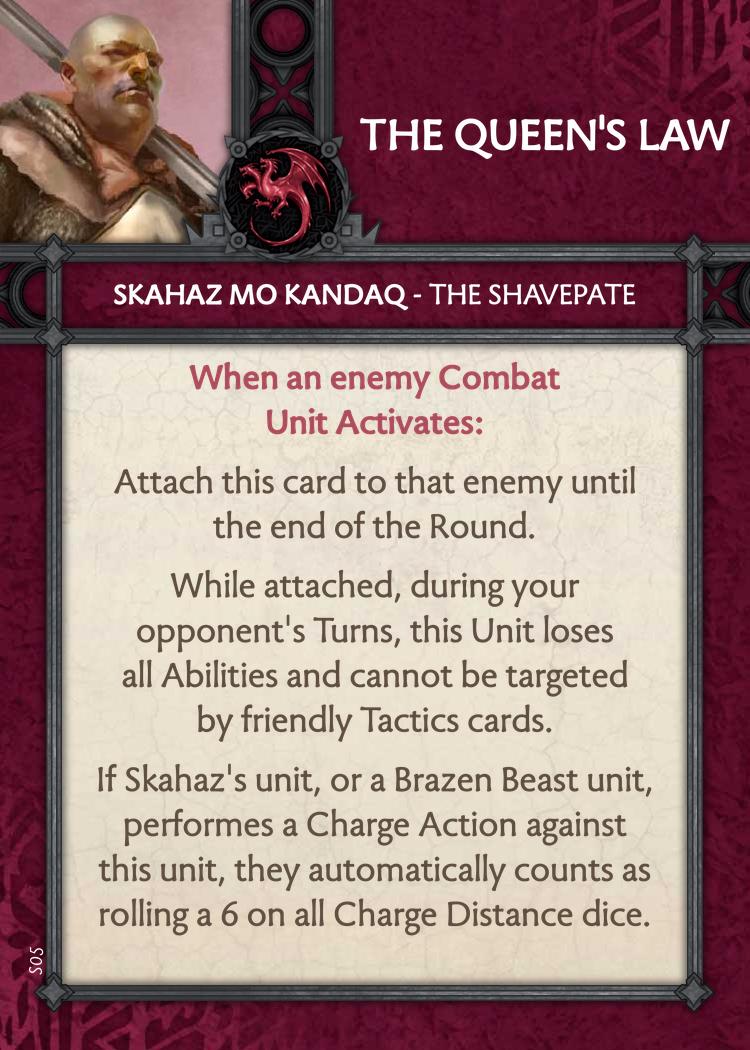 THE QUEEN'S LAW
SKAHAZ MO KANDAQ - THE SHAVEPATE
When an enemy Combat
Unit Activates:
Attach this card to that enemy until
the end of the Round.
While attached, during your
opponent's Turns, this Unit loses
all Abilities and cannot be targeted
by friendly Tactics cards.
If Skahaz's unit, or a Brazen Beast unit,
performes a Charge Action against
this unit, they automatically counts as
rolling a 6 on all Charge Distance dice.
S05